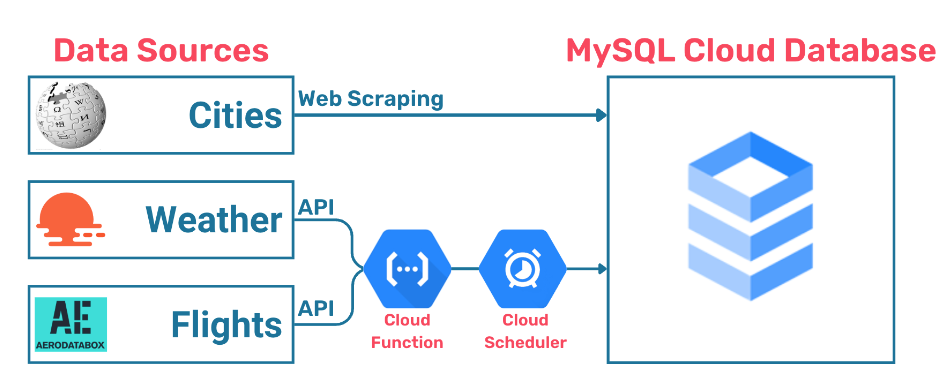 Data Sources
MySQL Cloud Database
Cities
Web Scraping
Weather
API
AE
AERODATABOX
Flights
API
Cloud
Function
Cloud
Scheduler